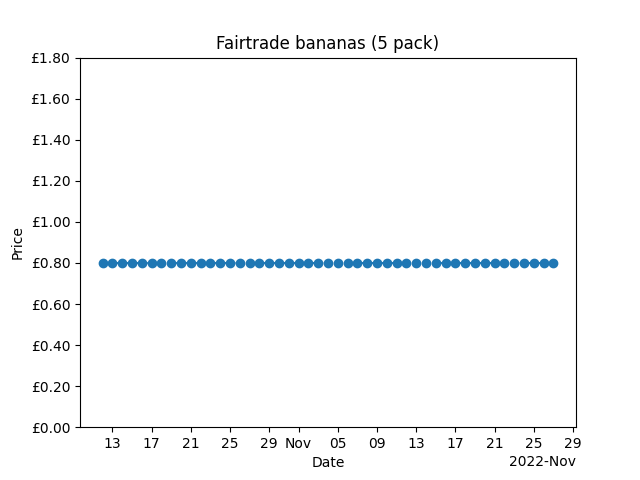 Fairtrade bananas (5 pack)
£1.80
£1.60
£1.40
£1.20
£1.00
£0.80
£0.60
£0.40
£0.20
£0.00
Price
13 17 21 25 29 Nov 05 09 13 17 21 25 29
Date
2022-Nov